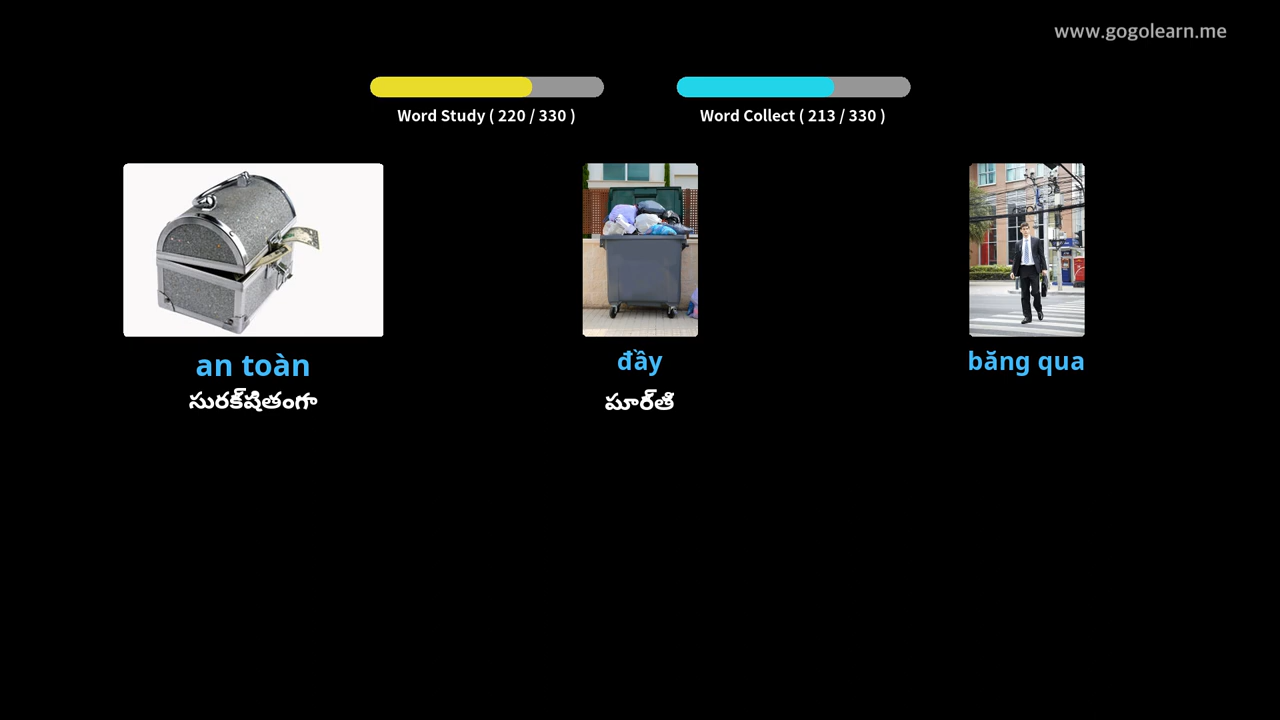 www.gogolearn.me
Word Study ( 220 / 330 )
Word Collect ( 213 / 330 )
an toàn
సురక్‌షితంగా
đầy
పూర్‌తి
băng qua